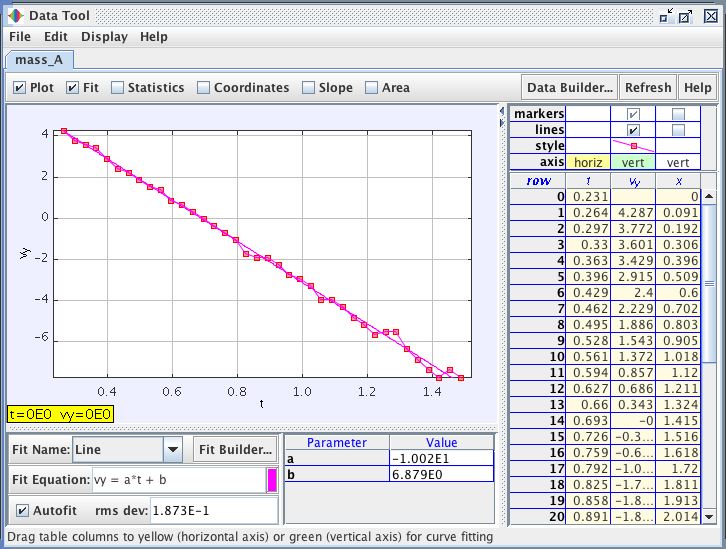 Data Tool
File Edit Display Help
mass_A
Plot Fit Statistics Coordinates Slope Area Data Builder... Refresh Help
markers
lines
style
axis horiz vert vert
row t vy x
0 0.231 0
1 0.264 4.287 0.091
2 0.297 3.772 0.192
3 0.33 3.601 0.306
4 0.363 3.429 0.396
5 0.396 2.915 0.509
6 0.429 2.4 0.6
7 0.462 2.229 0.702
8 0.495 1.886 0.803
9 0.528 1.543 0.905
10 0.561 1.372 1.018
11 0.594 0.857 1.12
12 0.627 0.686 1.211
13 0.66 0.343 1.324
14 0.693 -0 1.415
15 0.726 -0.3... 1.516
16 0.759 -0.6... 1.618
17 0.792 -1.0... 1.72
18 0.825 -1.7... 1.811
19 0.858 -1.8... 1.913
20 0.891 -1.8... 2.014
4
2
0
-2
-4
-6
vy
0.4 0.6 0.8 1.0 1.2 1.4
t
t=0E0 vy=0E0
Fit Name: Line Fit Builder...
Fit Equation: vy = a*t + b
Autofit rms dev: 1.873E-1
Parameter Value
a -1.002E1
b 6.879E0
Drag table columns to yellow (horizontal axis) or green (vertical axis) for curve fitting